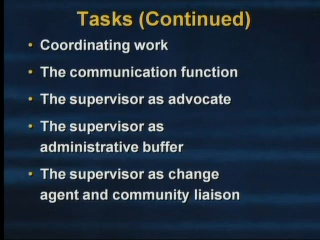 Tasks (Continued)
• Coordinating work
• The communication function
• The supervisor as advocate
• The supervisor as
administrative buffer
• The supervisor as change
agent and community liaison